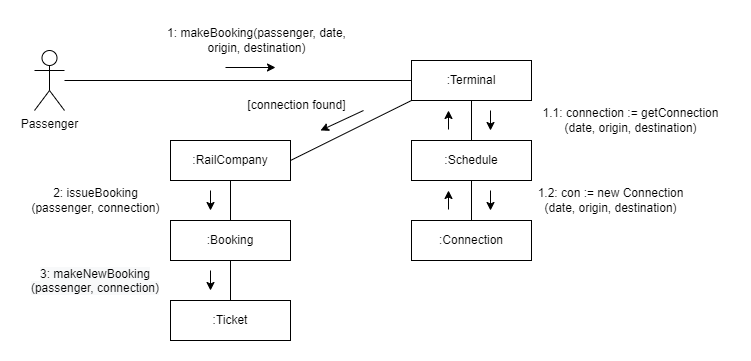 1: makeBooking(passenger, date,
origin, destination)
:Terminal
Passenger
[connection found]
1.1: connection := getConnection
(date, origin, destination)
:RailCompany
:Schedule
2: issueBooking
(passenger, connection)
1.2: con := new Connection
(date, origin, destination)
:Booking
:Connection
3: makeNewBooking
(passenger, connection)
:Ticket